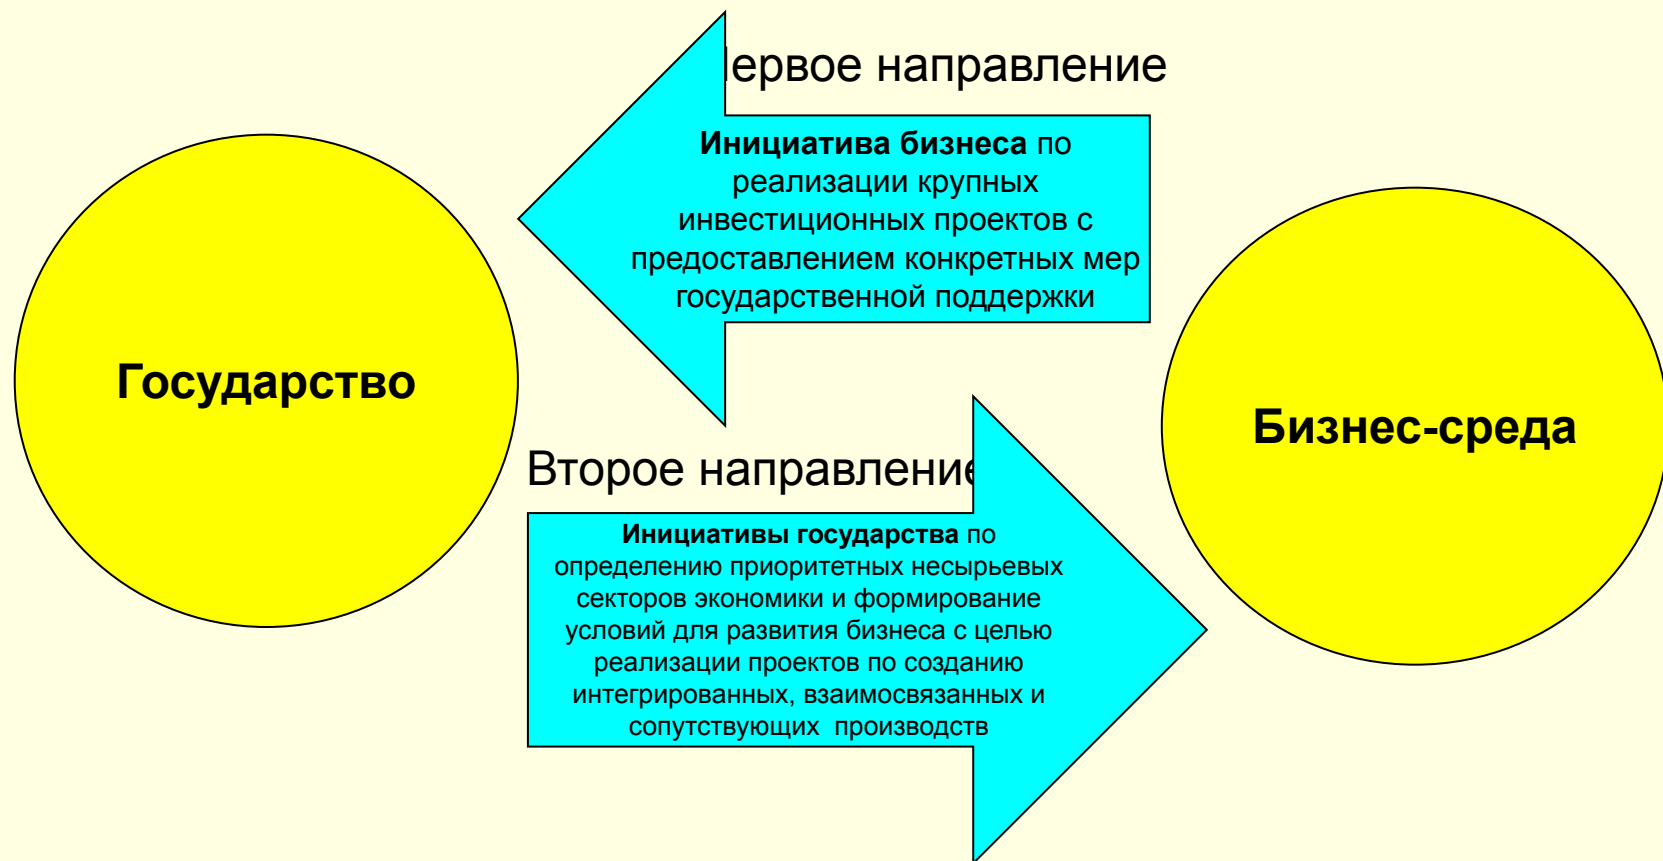 Первое направление
Инициатива бизнеса по
реализации крупных
инвестиционных проектов с
предоставлением конкретных мер
государственной поддержки
Государство
Бизнес-среда
Второе направление
Инициативы государства по
определению приоритетных несырьевых
секторов экономики и формирование
условий для развития бизнеса с целью
реализации проектов по созданию
интегрированных, взаимосвязанных и
сопутствующих производств